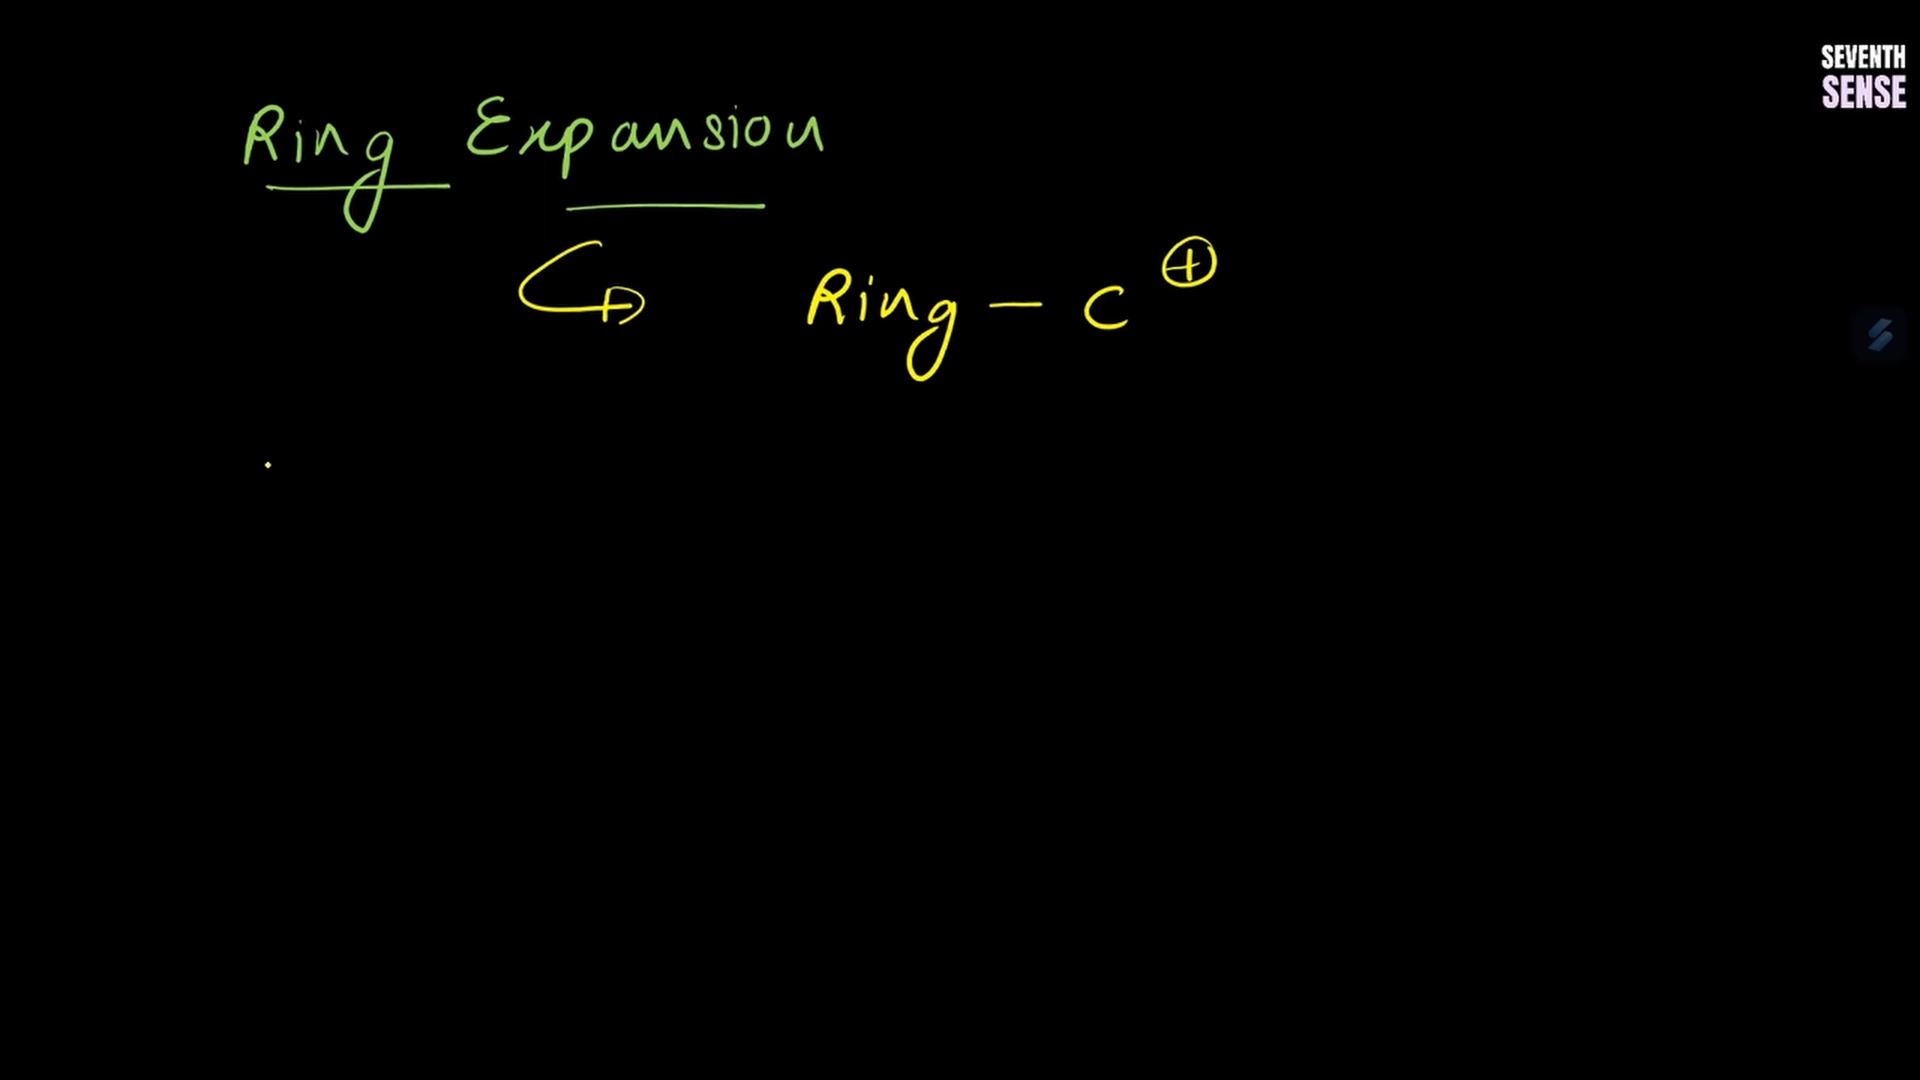 SEVENTH
SENSE
Ring Expansion
Ring - C⊕